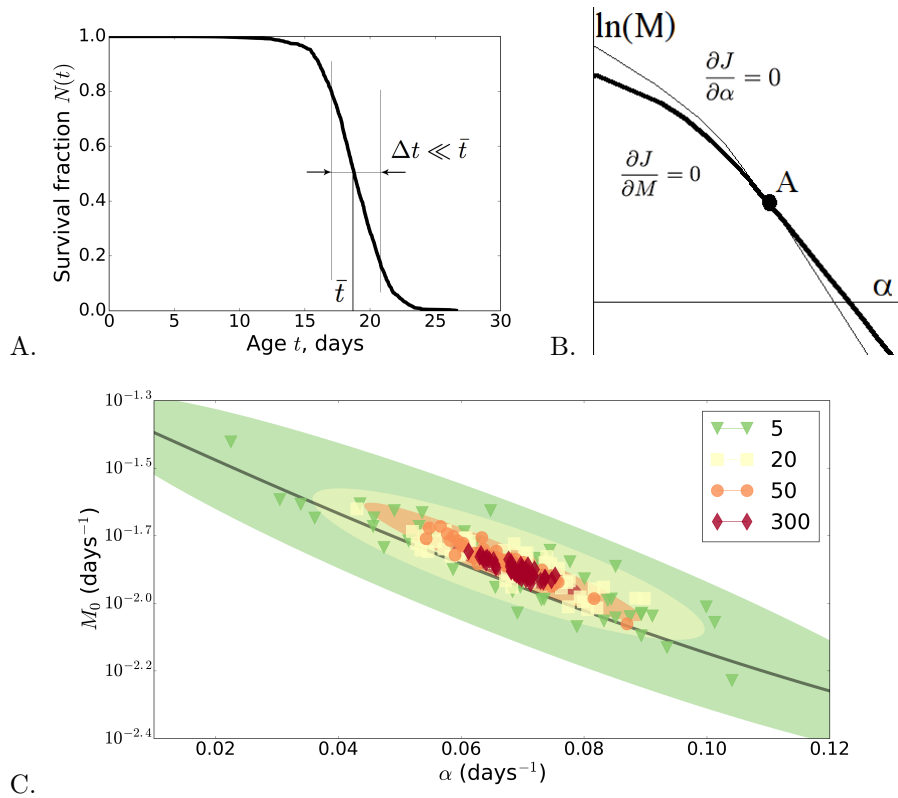 Survival fraction N(t)
1.0
0.8
0.6
0.4
0.2
0.0
Δt ≪ t̄
t̄
0 5 10 15 20 25 30
Age t, days
A.
ln(M)
∂J/∂α = 0
∂J/∂M = 0
A
α
B.
M₀ (days⁻¹)
10⁻¹·³
10⁻¹·⁵
10⁻¹·⁷
10⁻²·⁰
10⁻²·²
10⁻²·⁴
5
20
50
300
0.02 0.04 0.06 0.08 0.10 0.12
α (days⁻¹)
C.